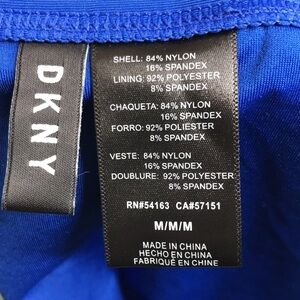 DKNY
SHELL: 84% NYLON
16% SPANDEX
LINING: 92% POLYESTER
8% SPANDEX
CHAQUETA: 84% NYLON
16% SPANDEX
FORRO: 92% POLIESTER
8% SPANDEX
VESTE: 84% NYLON
16% SPANDEX
DOUBLURE: 92% POLYESTER
8% SPANDEX
RN#54163 CA#57151
M/M/M
MADE IN CHINA
HECHO EN CHINA
FABRIQUÉ EN CHINE